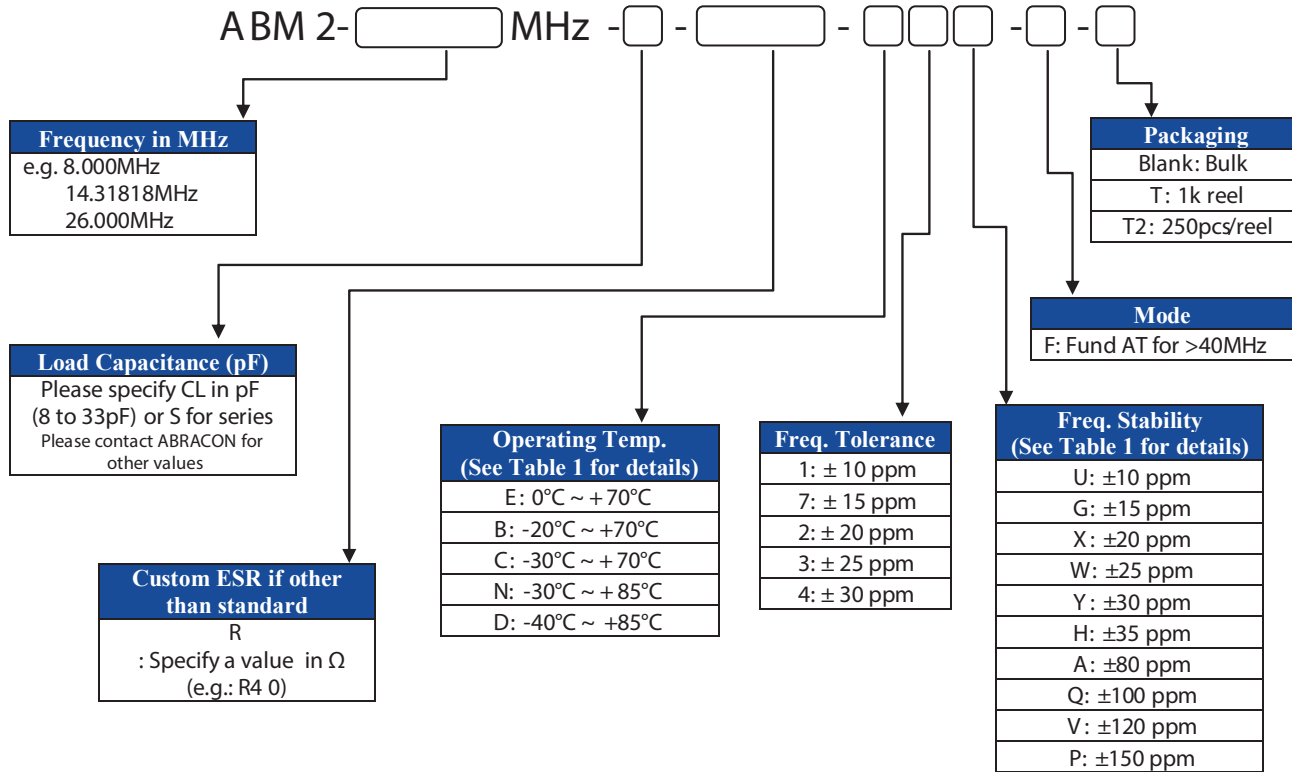 ABM 2- MHz - - - - -
Frequency in MHz
e.g. 8.000MHz
14.31818MHz
26.000MHz
Packaging
Blank: Bulk
T: 1k reel
T2: 250pcs/reel
Mode
F: Fund AT for >40MHz
Load Capacitance (pF)
Please specify CL in pF
(8 to 33pF) or S for series
Please contact ABRACON for
other values
Operating Temp.
(See Table 1 for details)
E: 0°C ~ +70°C
B: -20°C ~ +70°C
C: -30°C ~ +70°C
N: -30°C ~ +85°C
D: -40°C ~ +85°C
Freq. Tolerance
1: ± 10 ppm
7: ± 15 ppm
2: ± 20 ppm
3: ± 25 ppm
4: ± 30 ppm
Freq. Stability
(See Table 1 for details)
U: ±10 ppm
G: ±15 ppm
X: ±20 ppm
W: ±25 ppm
Y: ±30 ppm
H: ±35 ppm
A: ±80 ppm
Q: ±100 ppm
V: ±120 ppm
P: ±150 ppm
Custom ESR if other
than standard
R
: Specify a value in Ω
(e.g.: R4 0)